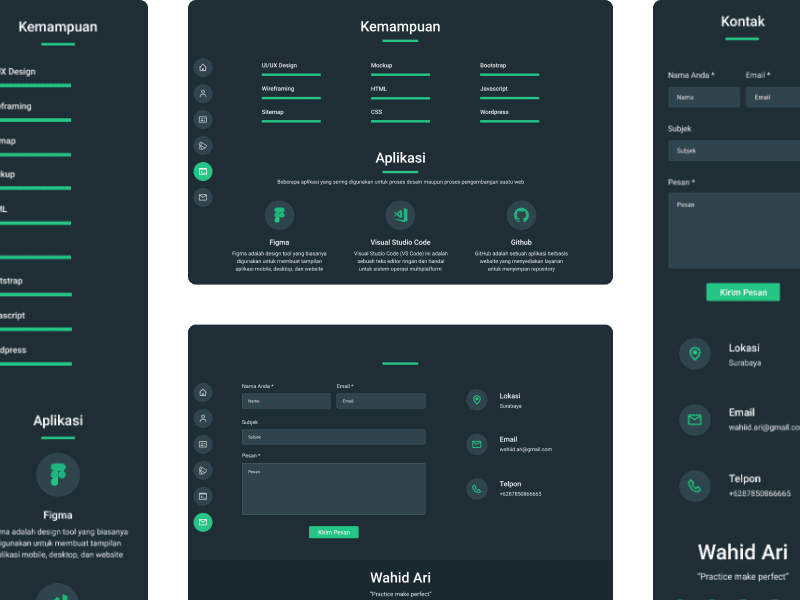 Kemampuan
X Design
eframing
map
kup
ML
tstrap
ascript
dpress
Aplikasi
Figma
ma adalah design tool yang biasanya
igunakan untuk membuat tampilan
likasi mobile, desktop, dan website
Kemampuan
UI/UX Design
Mockup
Bootstrap
Wireframing
HTML
Javascript
Sitemap
CSS
Wordpress
Aplikasi
Beberapa aplikasi yang sering digunakan untuk proses desain maupun proses pengembangan suatu web
Figma
Figma adalah design tool yang biasanya
digunakan untuk membuat tampilan
aplikasi mobile, desktop, dan website
Visual Studio Code
Visual Studio Code (VS Code) ini adalah
sebuah teks editor ringan dan handal
untuk sistem operasi multiplatform
Github
GitHub adalah sebuah aplikasi berbasis
website yang menyediakan layanan
untuk menyimpan repository
Nama Anda *
Email *
Nama
Email
Subjek
Subjek
Pesan *
Pesan
Kirim Pesan
Lokasi
Surabaya
Email
wahiid.ari@gmail.com
Telpon
+6287850866665
Wahid Ari
"Practice make perfect"
Kontak
Nama Anda *
Email *
Nama
Email
Subjek
Subjek
Pesan *
Pesan
Kirim Pesan
Lokasi
Surabaya
Email
wahiid.ari@gmail.co
Telpon
+6287850866665
Wahid Ari
"Practice make perfect"